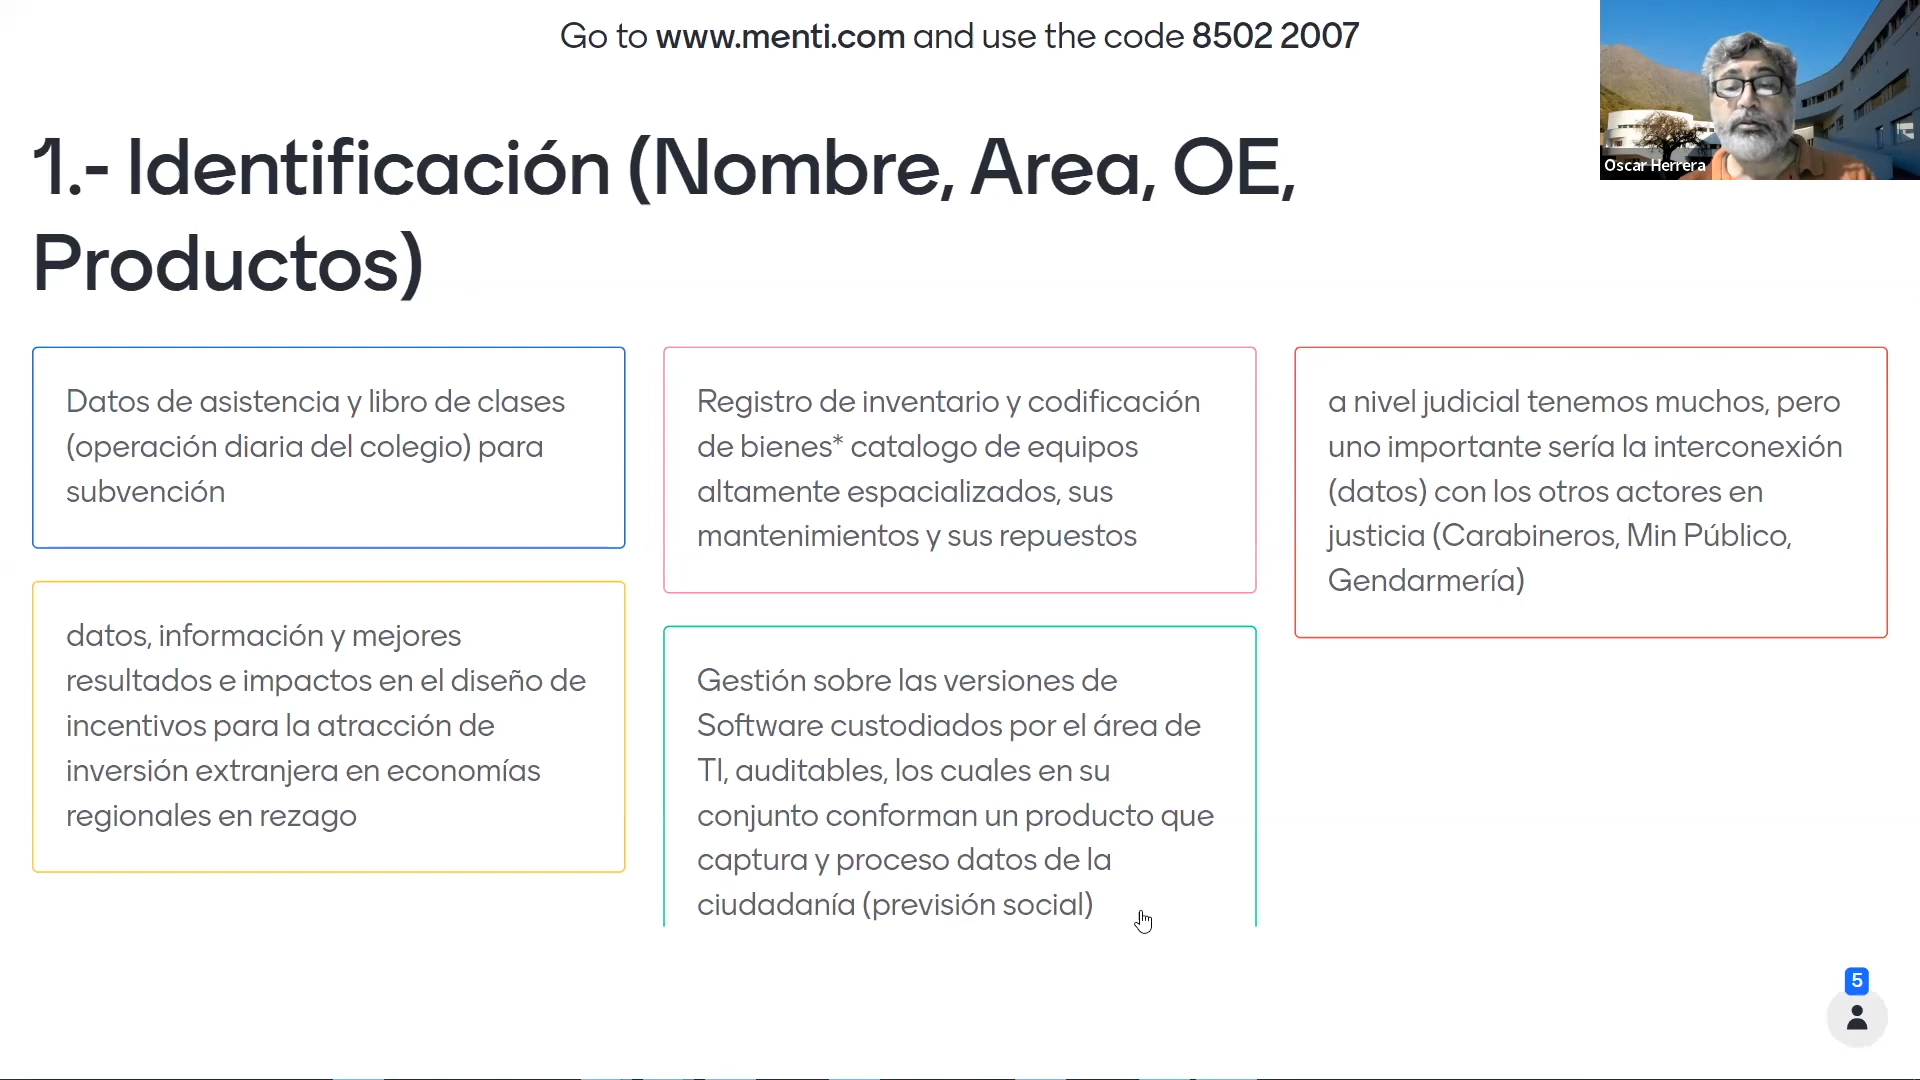 Go to www.menti.com and use the code 8502 2007
Oscar Herrera
1.- Identificación (Nombre, Area, OE,
Productos)
Datos de asistencia y libro de clases
(operación diaria del colegio) para
subvención
datos, información y mejores
resultados e impactos en el diseño de
incentivos para la atracción de
inversión extranjera en economías
regionales en rezago
Registro de inventario y codificación
de bienes* catalogo de equipos
altamente espacializados, sus
mantenimientos y sus repuestos
Gestión sobre las versiones de
Software custodiados por el área de
TI, auditables, los cuales en su
conjunto conforman un producto que
captura y proceso datos de la
ciudadanía (previsión social)
a nivel judicial tenemos muchos, pero
uno importante sería la interconexión
(datos) con los otros actores en
justicia (Carabineros, Min Público,
Gendarmería)
5